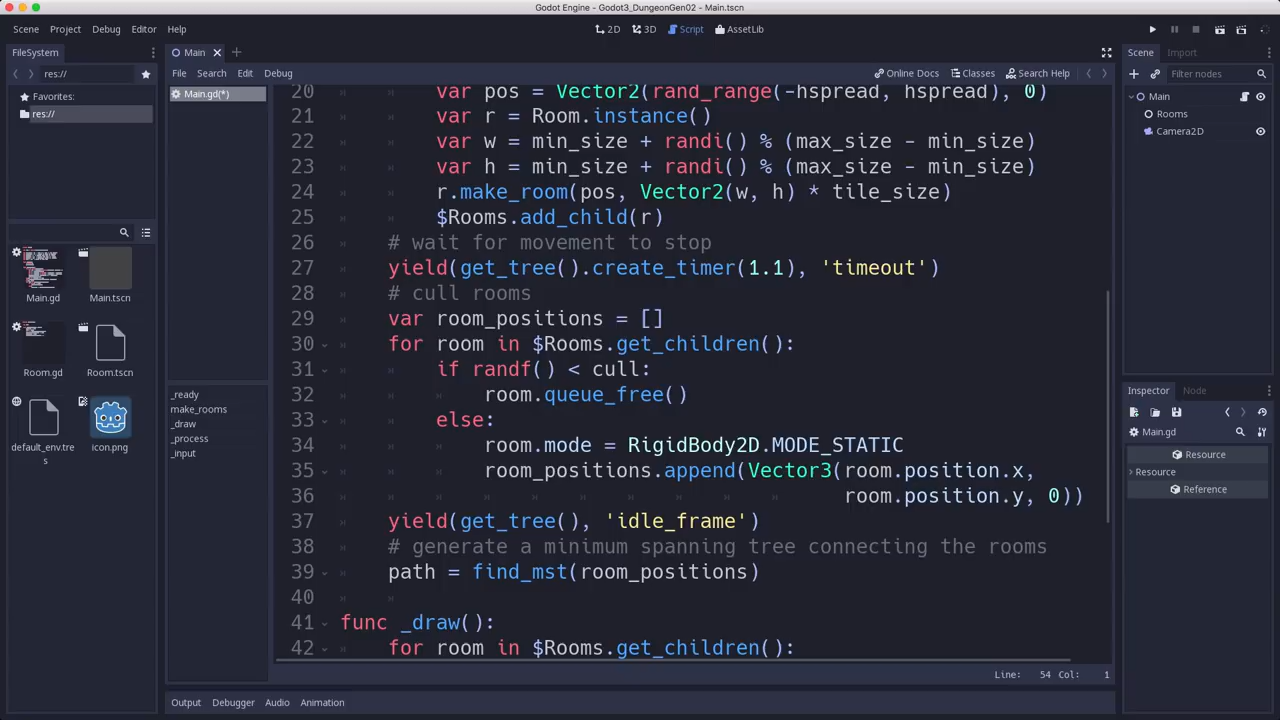 Godot Engine - Godot3_DungeonGen02 - Main.tscn
Scene Project Debug Editor Help
2D 3D Script AssetLib
FileSystem
res://
Favorites:
res://
Main.gd
Main.tscn
Room.gd
Room.tscn
default_env.tre
s
icon.png
Main
File Search Edit Debug
Online Docs Classes Search Help
Main.gd(*)
_ready
make_rooms
_draw
_process
_input
20 var pos = Vector2(rand_range(-hspread, hspread), 0)
21 var r = Room.instance()
22 var w = min_size + randi() % (max_size - min_size)
23 var h = min_size + randi() % (max_size - min_size)
24 r.make_room(pos, Vector2(w, h) * tile_size)
25 $Rooms.add_child(r)
26 # wait for movement to stop
27 yield(get_tree().create_timer(1.1), 'timeout')
28 # cull rooms
29 var room_positions = []
30 for room in $Rooms.get_children():
31 if randf() < cull:
32 room.queue_free()
33 else:
34 room.mode = RigidBody2D.MODE_STATIC
35 room_positions.append(Vector3(room.position.x,
36 room.position.y, 0))
37 yield(get_tree(), 'idle_frame')
38 # generate a minimum spanning tree connecting the rooms
39 path = find_mst(room_positions)
40
41 func _draw():
42 for room in $Rooms.get_children():
Line: 54 Col: 1
Output Debugger Audio Animation
Scene Import
Filter nodes
Main
Rooms
Camera2D
Inspector Node
Main.gd
Resource
Resource
Reference